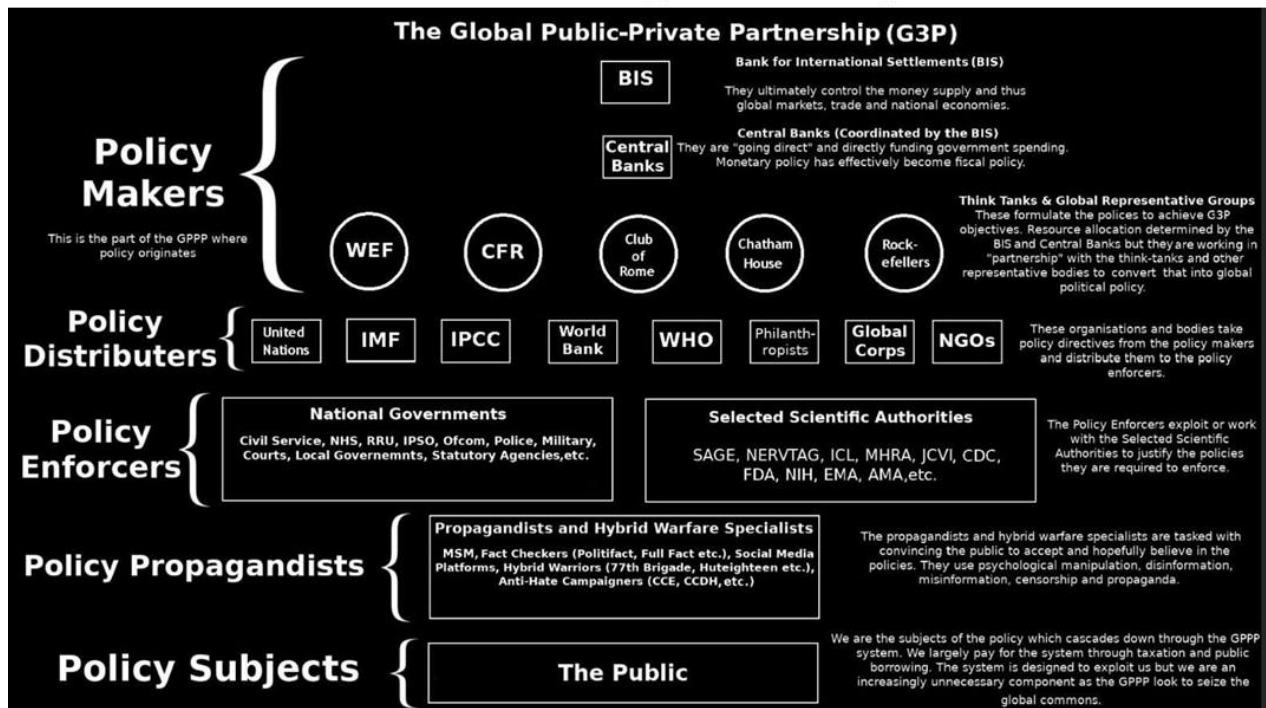 The Global Public-Private Partnership (G3P)
BIS
Bank for International Settlements (BIS)
They ultimately control the money supply and thus
global markets, trade and national economies.
Policy
Makers
This is the part of the GPPP where
policy originates
Central
Banks
Central Banks (Coordinated by the BIS)
They are "going direct" and directly funding government spending.
Monetary policy has effectively become fiscal policy.
WEF
CFR
Club
of
Rome
Chatham
House
Rock-
efellers
Think Tanks & Global Representative Groups
These formulate the polices to achieve G3P
objectives. Resource allocation determined by the
BIS and Central Banks but they are working in
"partnership" with the think-tanks and other
representative bodies to convert that into global
political policy.
Policy
Distributers
United
Nations
IMF
IPCC
World
Bank
WHO
Philanth-
ropists
Global
Corps
NGOs
These organisations and bodies take
policy directives from the policy makers
and distribute them to the policy
enforcers.
Policy
Enforcers
National Governments
Civil Service, NHS, RRU, IPSO, Ofcom, Police, Military,
Courts, Local Governemnts, Statutory Agencies,etc.
Selected Scientific Authorities
SAGE, NERVTAG, ICL, MHRA, JCVI, CDC,
FDA, NIH, EMA, AMA,etc.
The Policy Enforcers exploit or work
with the Selected Scientific
Authorities to justify the policies
they are required to enforce.
Policy Propagandists
Propagandists and Hybrid Warfare Specialists
MSM, Fact Checkers (Politifact, Full Fact etc.), Social Media
Platforms, Hybrid Warriors (77th Brigade, Huteighteen etc.),
Anti-Hate Campaigners (CCE, CCDH,etc.)
The propagandists and hybrid warfare specialists are tasked with
convincing the public to accept and hopefully believe in the
policies. They use psychological manipulation, disinformation,
misinformation, censorship and propaganda.
Policy Subjects
The Public
We are the subjects of the policy which cascades down through the GPPP
system. We largely pay for the system through taxation and public
borrowing. The system is designed to exploit us but we are an
increasingly unnecessary component as the GPPP look to seize the
global commons.